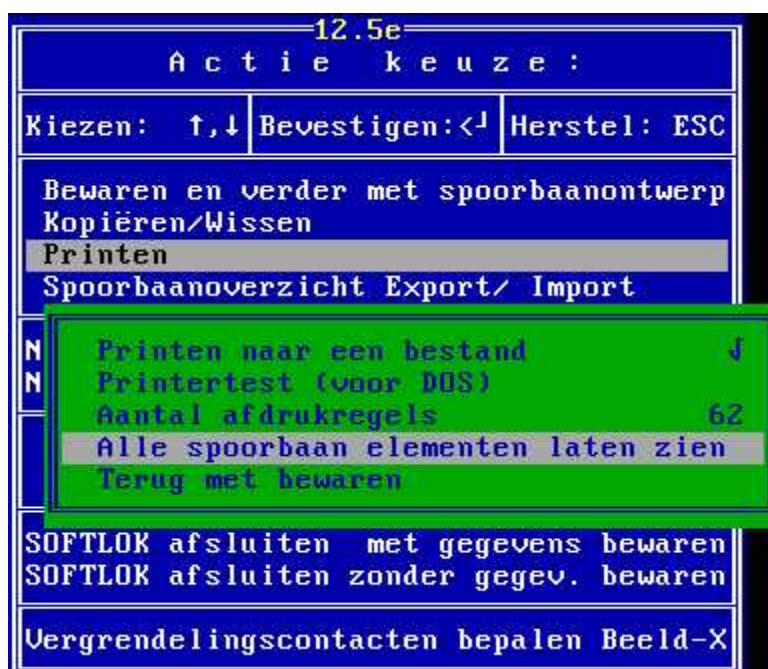 12.5e
A c t i e   k e u z e :
Kiezen: ↑,↓ Bevestigen:<┘ Herstel: ESC
Bewaren en verder met spoorbaanontwerp
Kopiëren/Wissen
Printen
Spoorbaanoverzicht Export/ Import
N
N
Printen naar een bestand √
Printertest (voor DOS)
Aantal afdrukregels 62
Alle spoorbaan elementen laten zien
Terug met bewaren
SOFTLOK afsluiten met gegevens bewaren
SOFTLOK afsluiten zonder gegev. bewaren
Vergrendelingscontacten bepalen Beeld-X